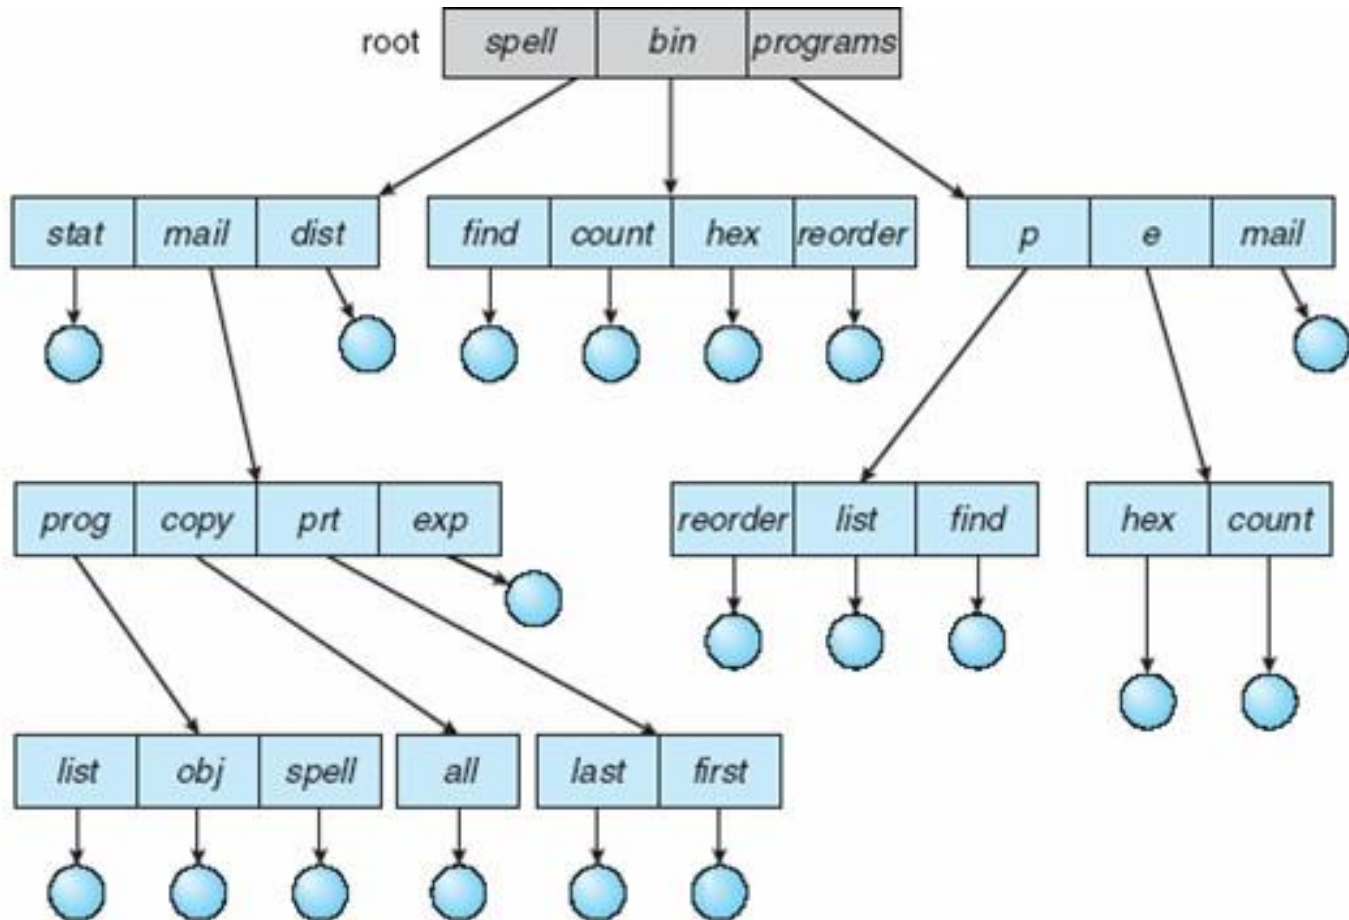 root spell bin programs
stat mail dist find count hex reorder p e mail
prog copy prt exp reorder list find hex count
list obj spell all last first